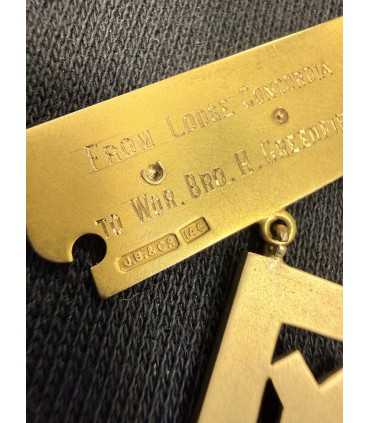 FROM LODGE CONCORDIA
TO WOR. BRO. H.
J.B.&Co 14C